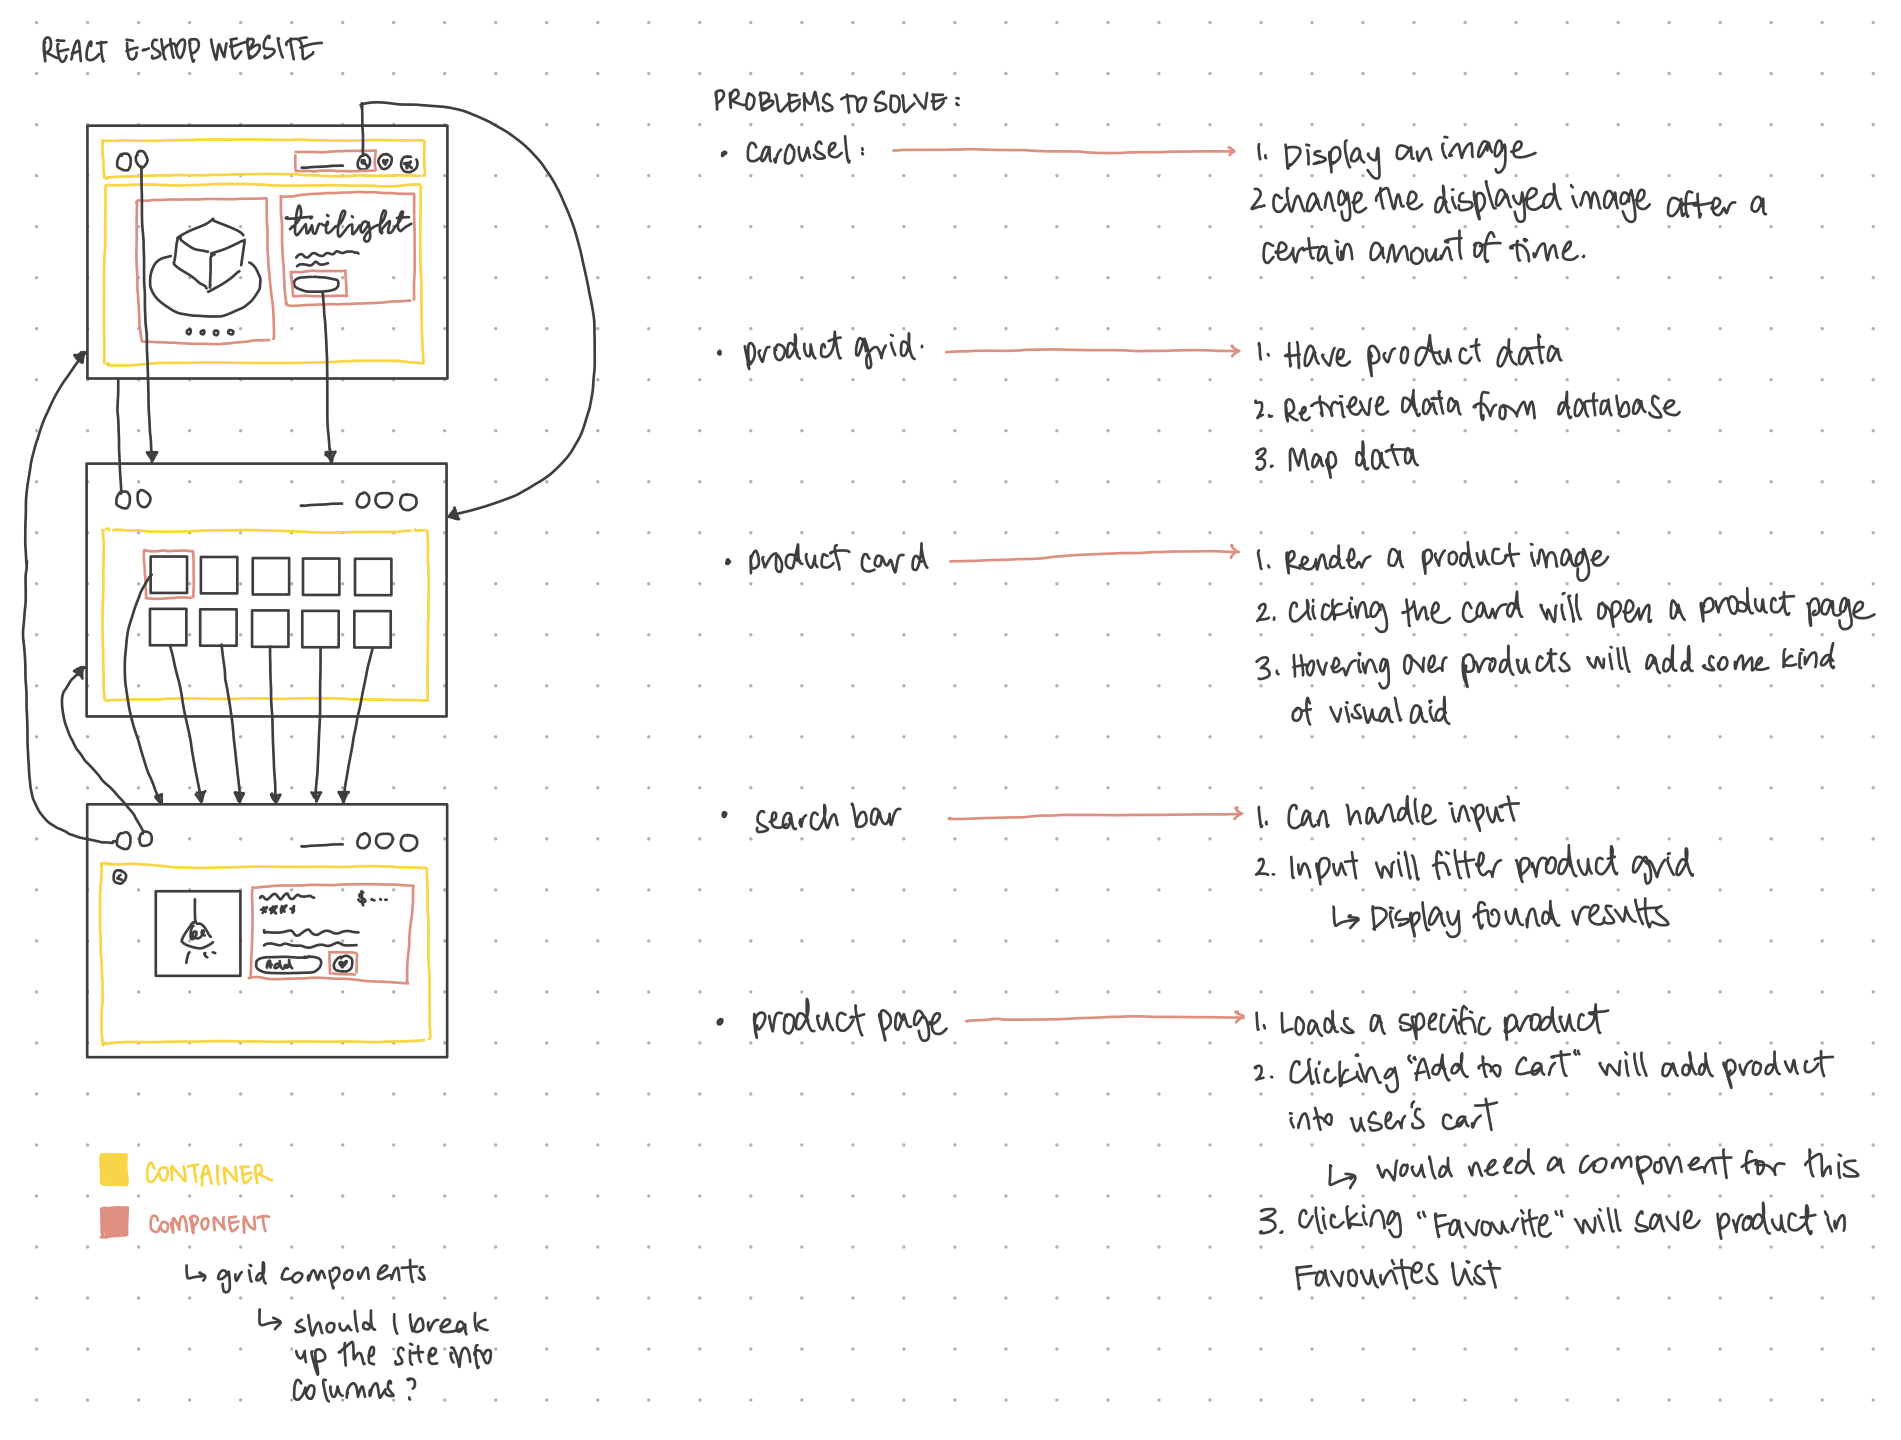 REACT E-SHOP WEBSITE
twilight
$...
Add
CONTAINER
COMPONENT
↳ grid components
↳ should I break
up the site into
columns?
PROBLEMS TO SOLVE:
• carousel:
1. Display an image
2 change the displayed image after a
certain amount of time.
• product grid:
1. Have product data
2. Retrieve data from database
3. Map data
• product card
1. Render a product image
2. Clicking the card will open a product page
3. Hovering over products will add some kind
of visual aid
• search bar
1. Can handle input
2. Input will filter product grid
↳ Display found results
• product page
1. Loads a specific product
2. Clicking "Add to Cart" will add product
into user's cart
↳ would need a component for this
3. Clicking "Favourite" will save product in
Favourites list